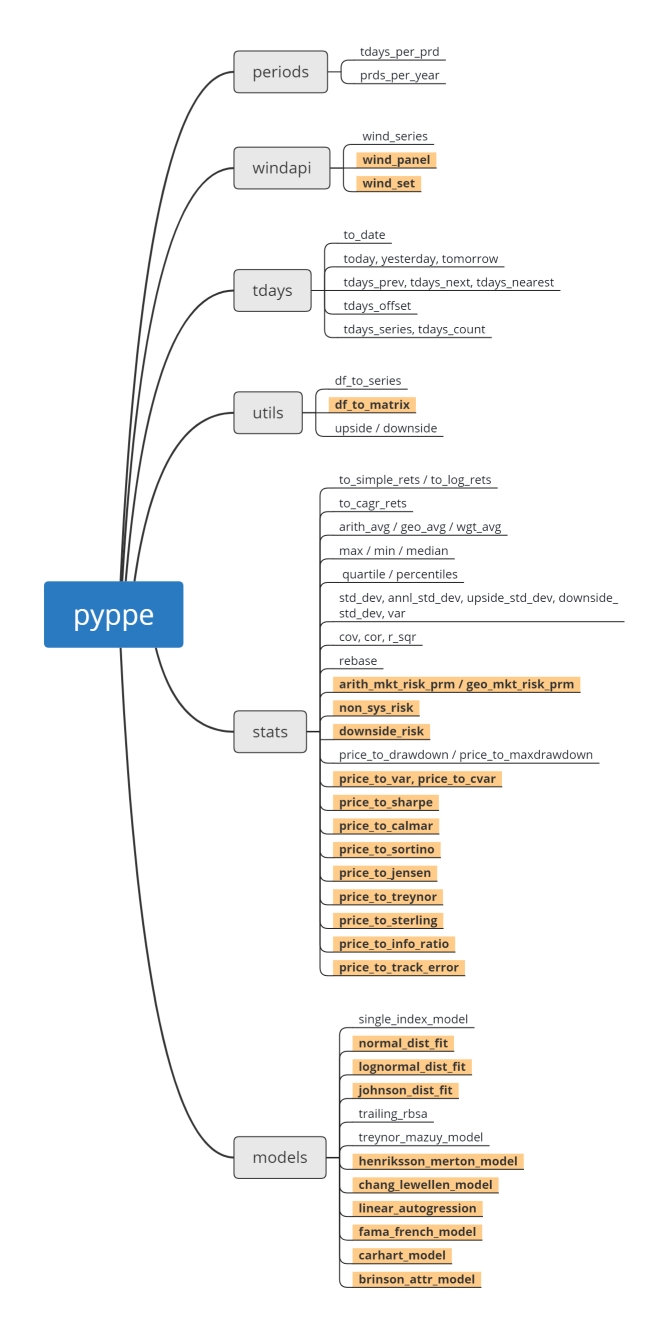 periods
tdays_per_prd
prds_per_year
windapi
wind_series
wind_panel
wind_set
tdays
to_date
today, yesterday, tomorrow
tdays_prev, tdays_next, tdays_nearest
tdays_offset
tdays_series, tdays_count
utils
df_to_series
df_to_matrix
upside / downside
pyppe
stats
to_simple_rets / to_log_rets
to_cagr_rets
arith_avg / geo_avg / wgt_avg
max / min / median
quartile / percentiles
std_dev, annl_std_dev, upside_std_dev, downside_
std_dev, var
cov, cor, r_sqr
rebase
arith_mkt_risk_prm / geo_mkt_risk_prm
non_sys_risk
downside_risk
price_to_drawdown / price_to_maxdrawdown
price_to_var, price_to_cvar
price_to_sharpe
price_to_calmar
price_to_sortino
price_to_jensen
price_to_treynor
price_to_sterling
price_to_info_ratio
price_to_track_error
models
single_index_model
normal_dist_fit
lognormal_dist_fit
johnson_dist_fit
trailing_rbsa
treynor_mazuy_model
henriksson_merton_model
chang_lewellen_model
linear_autogression
fama_french_model
carhart_model
brinson_attr_model